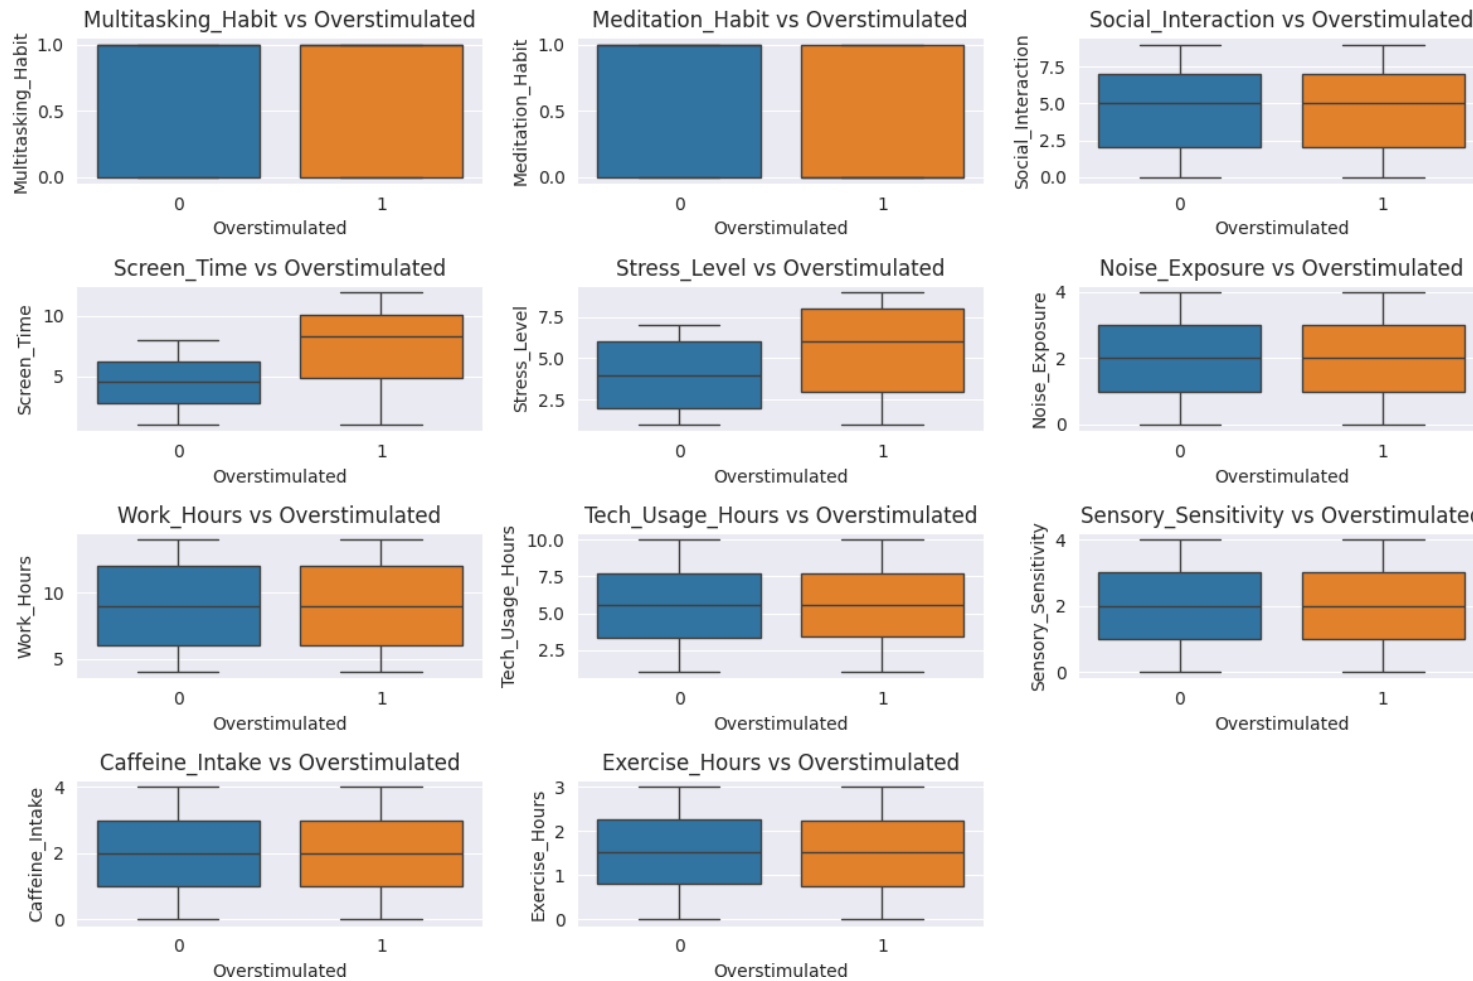 Multitasking_Habit vs Overstimulated
Multitasking_Habit
1.0
0.5
0.0
0 1
Overstimulated
Meditation_Habit vs Overstimulated
Meditation_Habit
1.0
0.5
0.0
0 1
Overstimulated
Social_Interaction vs Overstimulated
Social_Interaction
7.5
5.0
2.5
0.0
0 1
Overstimulated
Screen_Time vs Overstimulated
Screen_Time
10
5
0 1
Overstimulated
Stress_Level vs Overstimulated
Stress_Level
7.5
5.0
2.5
0 1
Overstimulated
Noise_Exposure vs Overstimulated
Noise_Exposure
4
2
0
0 1
Overstimulated
Work_Hours vs Overstimulated
Work_Hours
10
5
0 1
Overstimulated
Tech_Usage_Hours vs Overstimulated
Tech_Usage_Hours
10.0
7.5
5.0
2.5
0 1
Overstimulated
Sensory_Sensitivity vs Overstimulated
Sensory_Sensitivity
4
2
0
0 1
Overstimulated
Caffeine_Intake vs Overstimulated
Caffeine_Intake
4
2
0
0 1
Overstimulated
Exercise_Hours vs Overstimulated
Exercise_Hours
3
2
1
0
0 1
Overstimulated